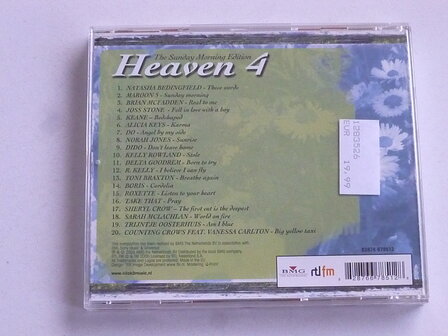 The Sunday Morning Edition
Heaven 4
1. NATASHA BEDINGFIELD - These words
2. MAROON 5 - Sunday morning
3. BRIAN MCFADDEN - Real to me
4. JOSS STONE - Fell in love with a boy
5. KEANE - Bedshaped
6. ALICIA KEYS - Karma
7. DO - Angel by my side
8. NORAH JONES - Sunrise
9. DIDO - Don't leave home
10. KELLY ROWLAND - Stole
11. DELTA GOODREM - Born to try
12. R. KELLY - I believe I can fly
13. TONI BRAXTON - Breathe again
14. BORIS - Cordelia
15. ROXETTE - Listen to your heart
16. TAKE THAT - Pray
17. SHERYL CROW - The first cut is the deepest
18. SARAH MCLACHLAN - World on fire
19. TRIJNTJE OOSTERHUIS - Am I blue
20. COUNTING CROWS FEAT. VANESSA CARLTON - Big yellow taxi
1283526
EUR 19.99
BMG
rtl fm